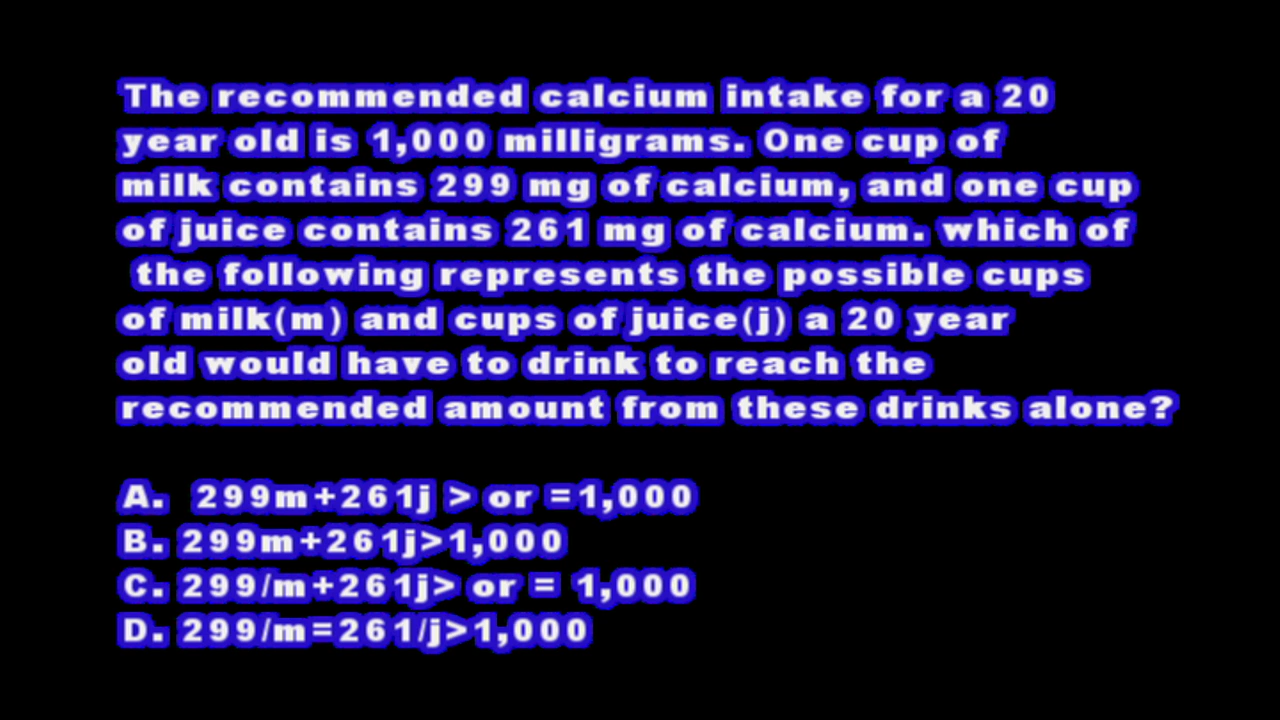 The recommended calcium intake for a 20
year old is 1,000 milligrams. One cup of
milk contains 299 mg of calcium, and one cup
of juice contains 261 mg of calcium. which of
the following represents the possible cups
of milk(m) and cups of juice(j) a 20 year
old would have to drink to reach the
recommended amount from these drinks alone?
A. 299m+261j > or =1,000
B. 299m+261j>1,000
C. 299/m+261j> or = 1,000
D. 299/m=261/j>1,000